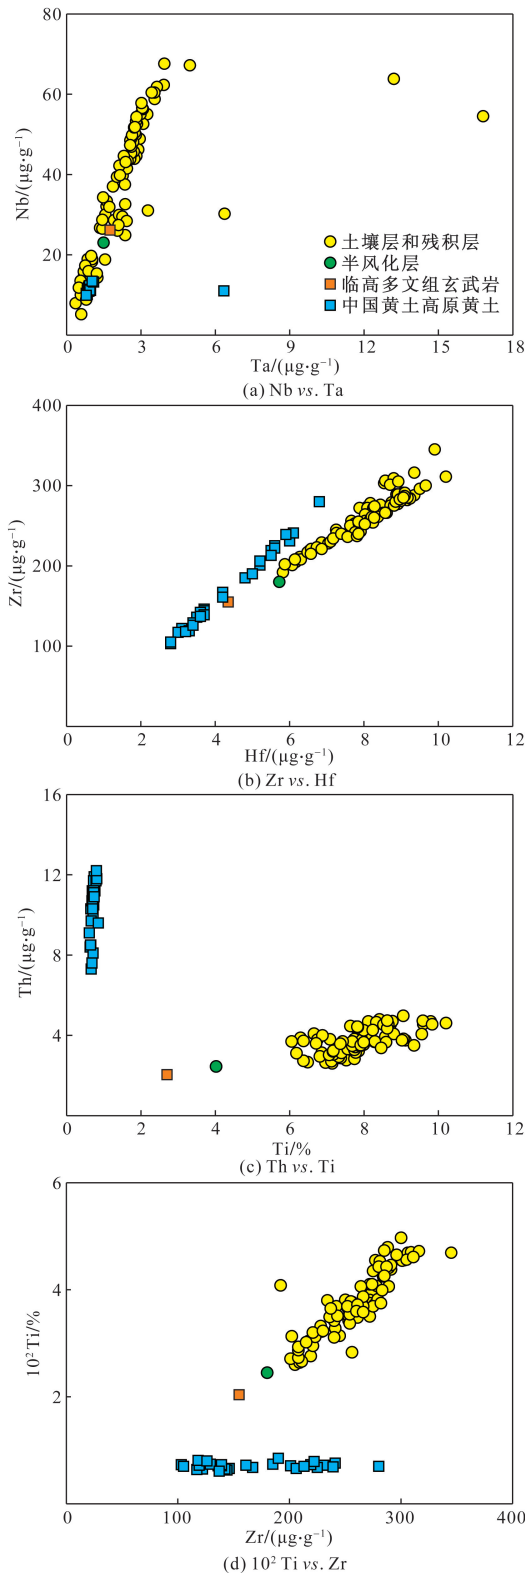 80
60
40
20
Nb/(μg·g⁻¹)
土壤层和残积层
半风化层
临高多文组玄武岩
中国黄土高原黄土
0 3 6 9 12 15 18
Ta/(μg·g⁻¹)
(a) Nb vs. Ta
400
300
200
100
Zr/(μg·g⁻¹)
0 2 4 6 8 10 12
Hf/(μg·g⁻¹)
(b) Zr vs. Hf
16
12
8
4
Th/(μg·g⁻¹)
0 2 4 6 8 10 12
Ti/%
(c) Th vs. Ti
6
4
2
10² Ti/%
0 100 200 300 400
Zr/(μg·g⁻¹)
(d) 10² Ti vs. Zr